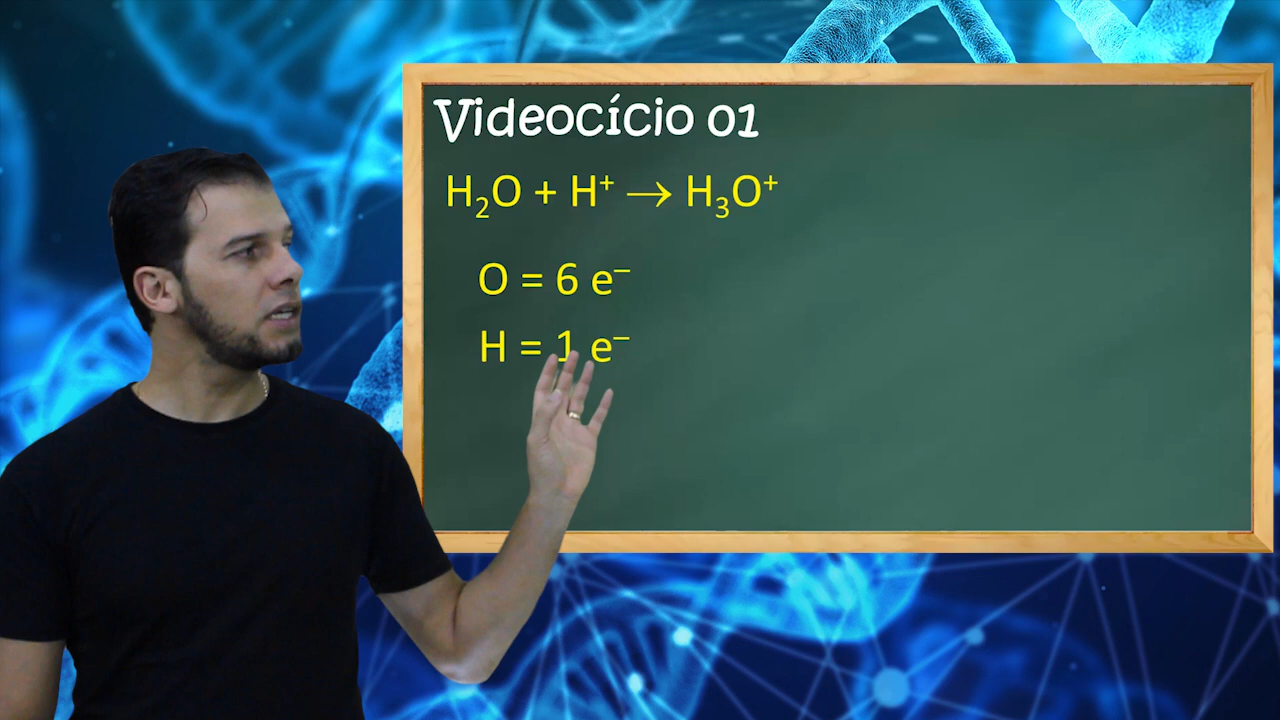 Videocício 01
H₂O + H⁺ → H₃O⁺
O = 6 e⁻
H = 1 e⁻